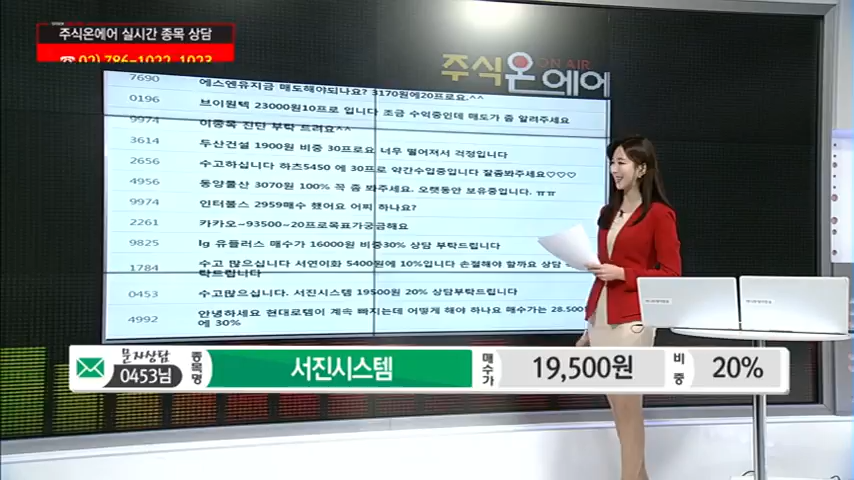 주식온에어 실시간 종목 상담
☎ 02) 786-1022, 1023
주식온에어
ON AIR
7690 에스엔유지금 매도해야되나요? 3170원에20프로요.^^
0196 브이원텍 23000원10프로 입니다 조금 수익중인데 매도가 좀 알려주세요
9974 이종목 진단 부탁 드려요^^
3614 두산건설 1900원 비중 30프로요 너무 떨어져서 걱정입니다
2656 수고하십니다 하츠5450 에 30프로 약간수입중입니다 잘좀봐주세요♡♡♡
4956 동양물산 3070원 100% 꼭 좀 봐주세요. 오랫동안 보유중입니다. ㅠㅠ
9974 인터불스 2959매수 했어요 어찌 하나요?
2261 카카오~93500~20프로목표가궁금해요
9825 lg 유플러스 매수가 16000원 비중30% 상담 부탁드립니다
1784 수고 많으십니다 서연이화 5400원에 10%입니다 손절해야 할까요 상담
탁드립니다
0453 수고많으십니다. 서진시스템 19500원 20% 상담부탁드립니다
4992 안녕하세요 현대로템이 계속 빠지는데 어떻게 해야 하나요 매수가는 28.500
에 30%
문자상담
0453님
종목명
서진시스템
매수가
19,500원
비중
20%